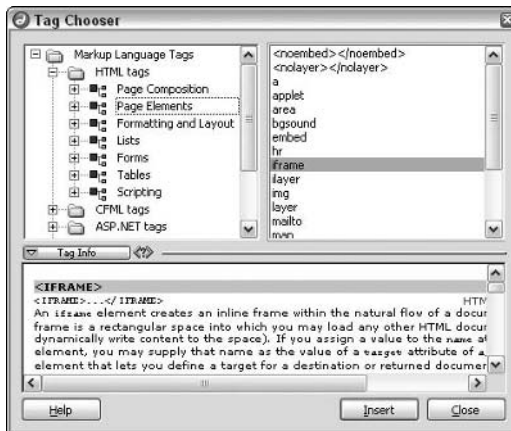 Tag Chooser
Markup Language Tags
HTML tags
Page Composition
Page Elements
Formatting and Layout
Lists
Forms
Tables
Scripting
CFML tags
ASP.NET tags
<noembed></noembed>
<nolayer></nolayer>
a
applet
area
bgsound
embed
hr
iframe
ilayer
img
layer
mailto
map
Tag Info <?>
<IFRAME>
<IFRAME>...</IFRAME> HTM
An iframe element creates an inline frame within the natural flow of a docur
frame is a rectangular space into which you may load any other HTML docur
dynamically write content to the space). If you assign a value to the name at
element, you may supply that name as the value of a target attribute of a
element that lets you define a target for a destination or returned documer
Help Insert Close